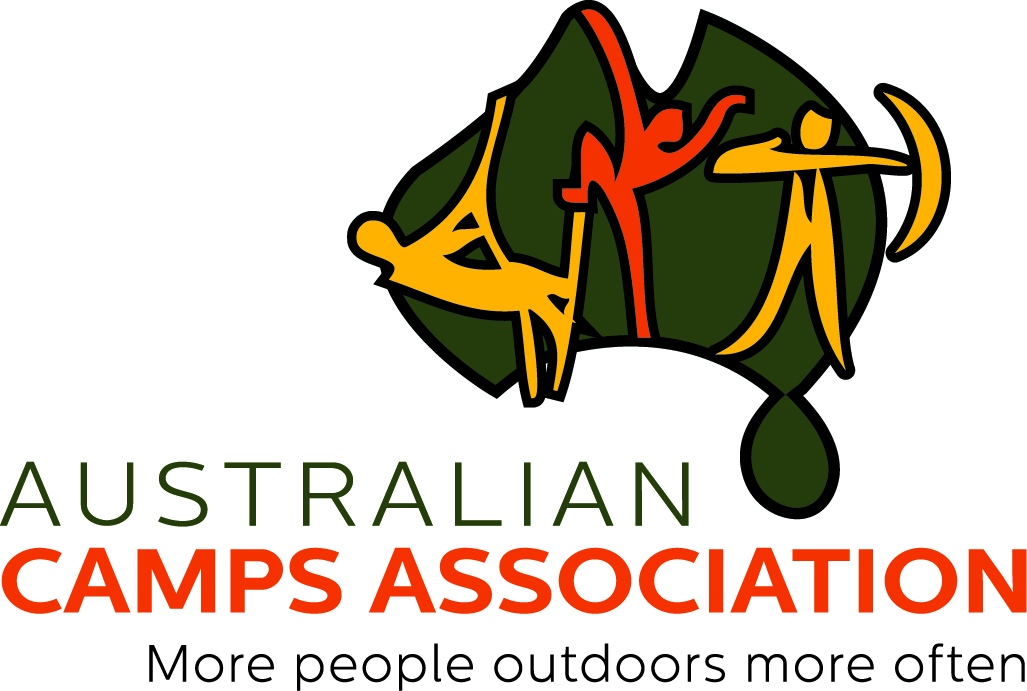 AUSTRALIAN
CAMPS ASSOCIATION
More people outdoors more often